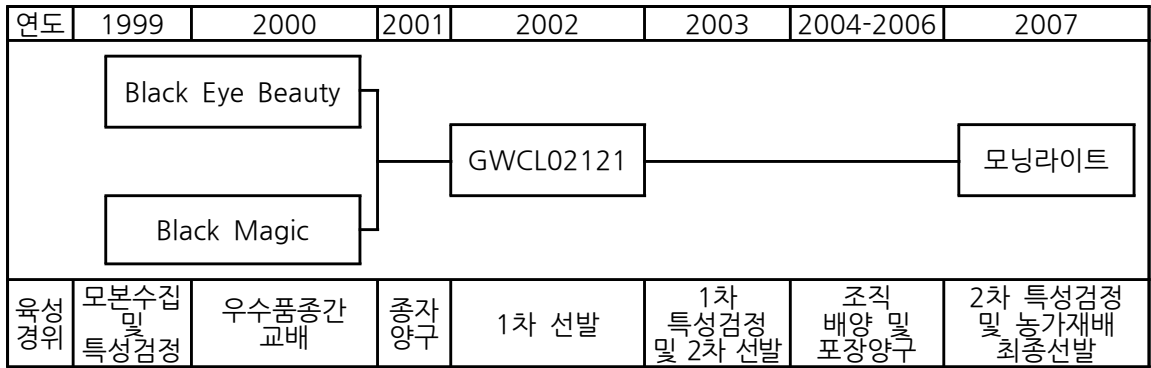 연도 1999 2000 2001 2002 2003 2004-2006 2007
Black Eye Beauty
GWCL02121
모닝라이트
Black Magic
육성
경위
모본수집
및
특성검정
우수품종간
교배
종자
양구
1차 선발
1차
특성검정
및 2차 선발
조직
배양 및
포장양구
2차 특성검정
및 농가재배
최종선발